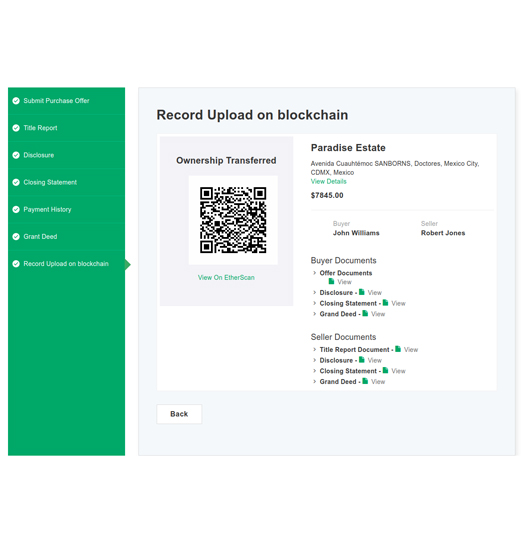 Submit Purchase Offer
Title Report
Disclosure
Closing Statement
Payment History
Grant Deed
Record Upload on blockchain
Record Upload on blockchain
Ownership Transferred
View On EtherScan
Paradise Estate
Avenida Cuauhtémoc SANBORNS, Doctores, Mexico City,
CDMX, Mexico
View Details
$7845.00
Buyer
John Williams
Seller
Robert Jones
Buyer Documents
Offer Documents
View
Disclosure - View
Closing Statement - View
Grand Deed - View
Seller Documents
Title Report Document - View
Disclosure - View
Closing Statement - View
Grand Deed - View
Back